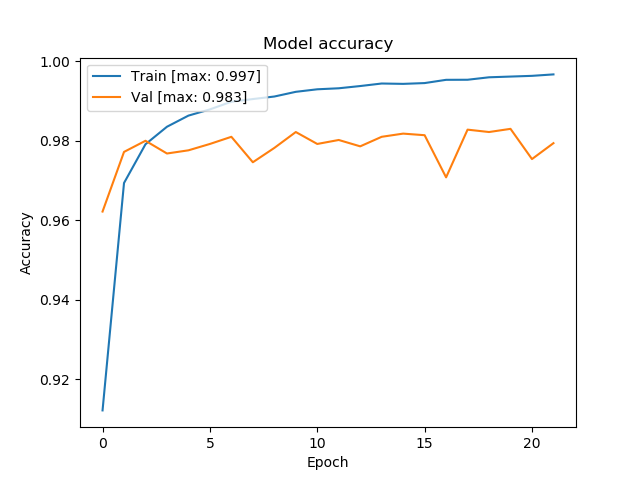 Model accuracy
Train [max: 0.997]
Val [max: 0.983]
1.00
0.98
0.96
0.94
0.92
Accuracy
0 5 10 15 20
Epoch